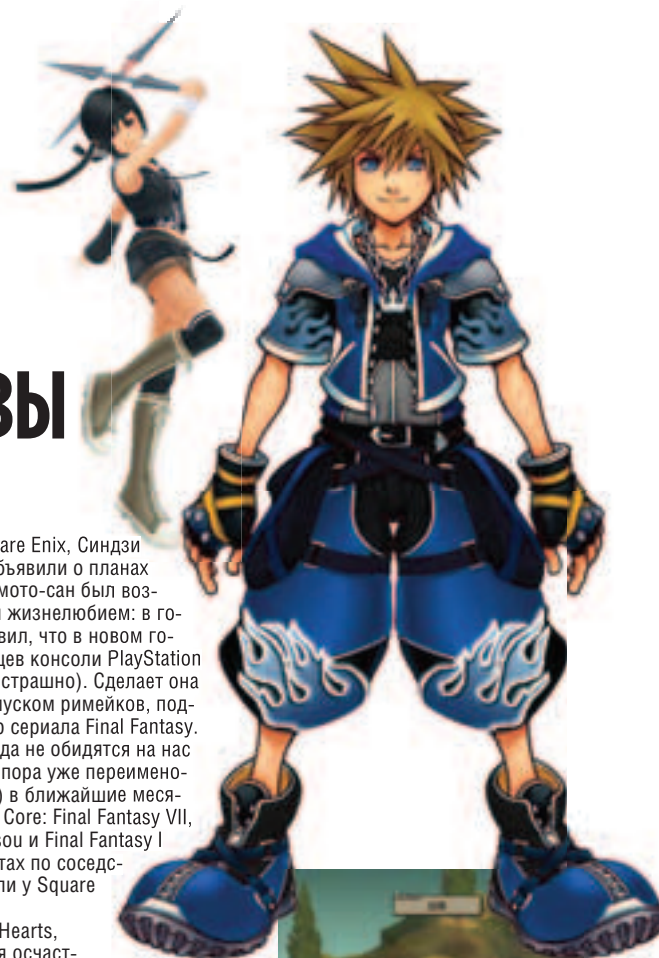 ЗЫ
are Enix, Синдзи
бъявили о планах
мото-сан был воз-
жизнелюбием: в го-
вил, что в новом го-
цев консоли PlayStation
страшно). Сделает она
пуском римейков, под-
о сериала Final Fantasy.
да не обидятся на нас
пора уже переимено-
) в ближайшие меся-
Core: Final Fantasy VII,
sou и Final Fantasy I
тах по соседс-
ли у Square
Hearts,
я осчаст-